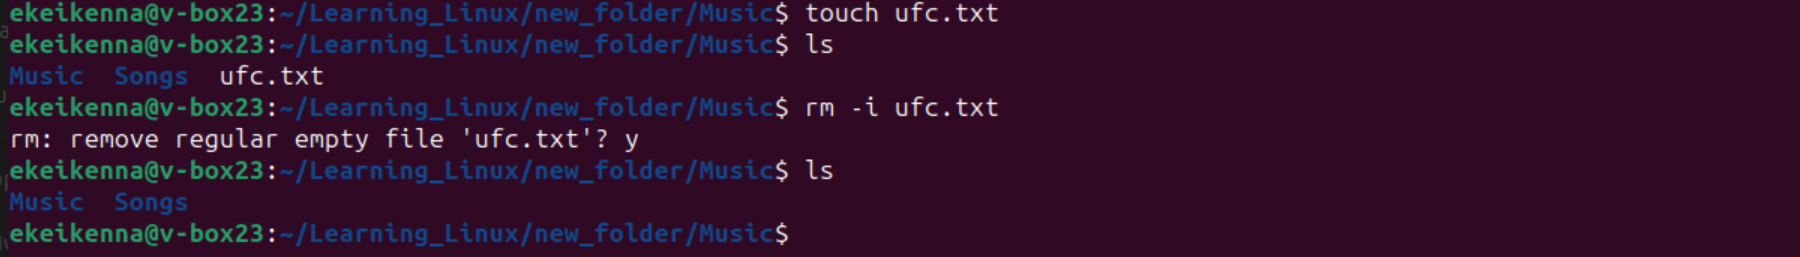 ekeikenna@v-box23:~/Learning_Linux/new_folder/Music$ touch ufc.txt
ekeikenna@v-box23:~/Learning_Linux/new_folder/Music$ ls
Music  Songs  ufc.txt
ekeikenna@v-box23:~/Learning_Linux/new_folder/Music$ rm -i ufc.txt
rm: remove regular empty file 'ufc.txt'? y
ekeikenna@v-box23:~/Learning_Linux/new_folder/Music$ ls
Music  Songs
ekeikenna@v-box23:~/Learning_Linux/new_folder/Music$